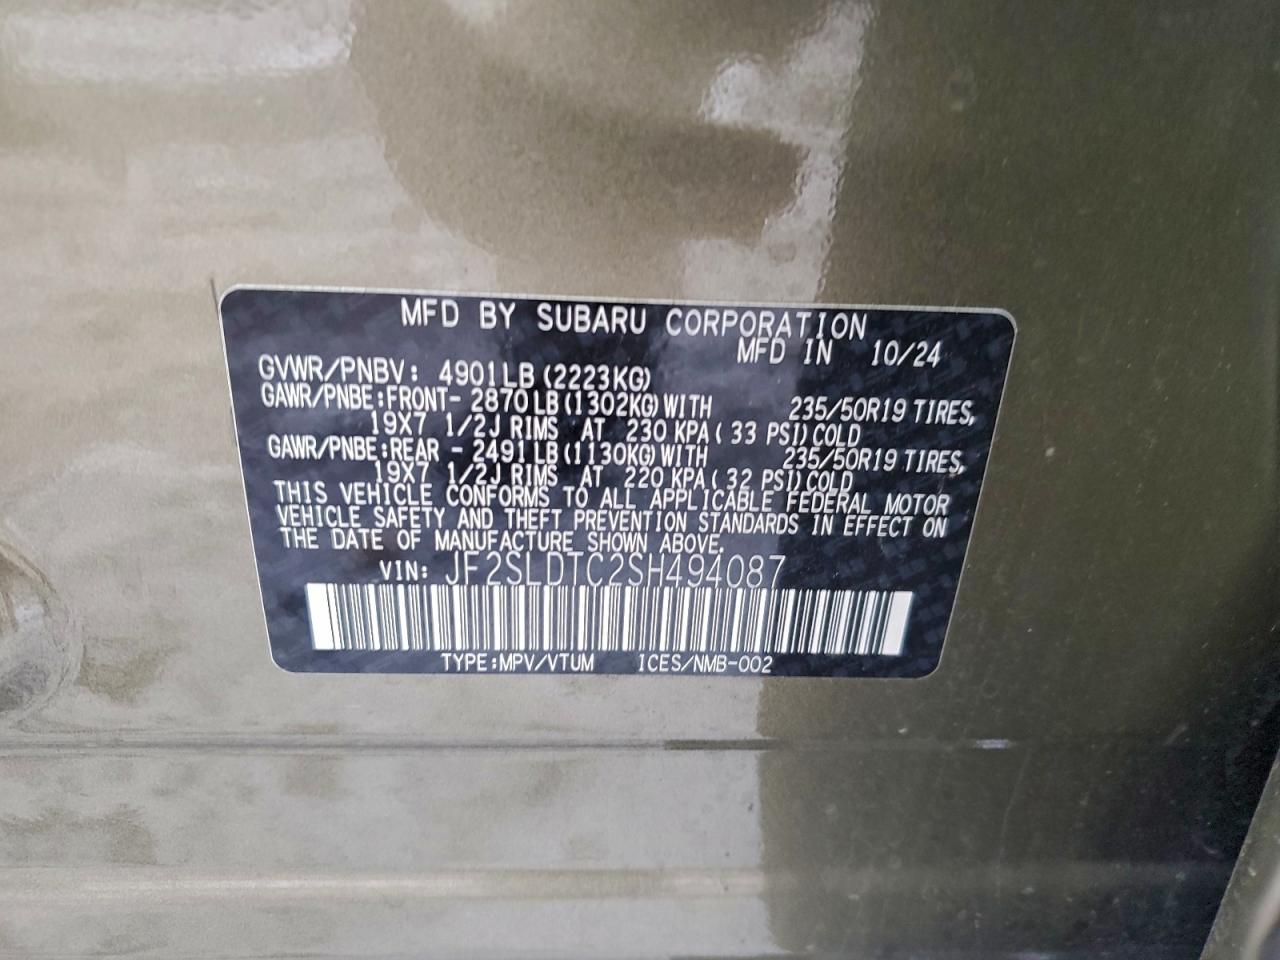 MFD BY SUBARU CORPORATION
MFD IN 10/24
GVWR/PNBV: 4901LB(2223KG)
GAWR/PNBE:FRONT- 2870LB(1302KG)WITH 235/50R19 TIRES,
19X7 1/2J RIMS AT 230 KPA( 33 PSI)COLD
GAWR/PNBE:REAR - 2491LB(1130KG)WITH 235/50R19 TIRES,
19X7 1/2J RIMS AT 220 KPA( 32 PSI)COLD
THIS VEHICLE CONFORMS TO ALL APPLICABLE FEDERAL MOTOR
VEHICLE SAFETY AND THEFT PREVENTION STANDARDS IN EFFECT ON
THE DATE OF MANUFACTURE SHOWN ABOVE.
VIN: JF2SLDTC2SH494087
TYPE:MPV/VTUM ICES/NMB-002